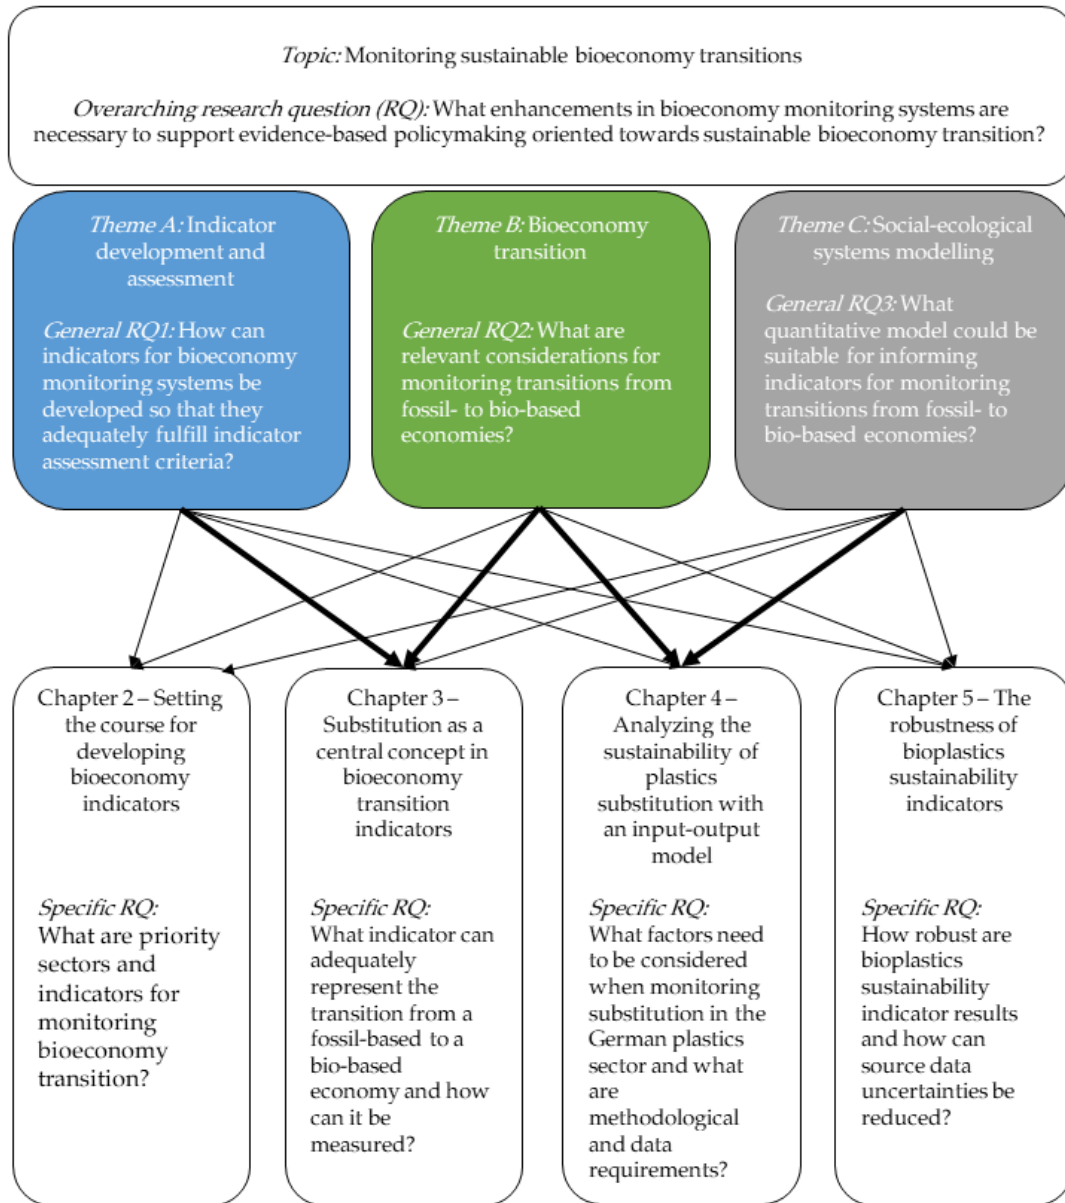 Topic: Monitoring sustainable bioeconomy transitions
Overarching research question (RQ): What enhancements in bioeconomy monitoring systems are
necessary to support evidence-based policymaking oriented towards sustainable bioeconomy transition?
Theme A: Indicator
development and
assessment
General RQ1: How can
indicators for bioeconomy
monitoring systems be
developed so that they
adequately fulfill indicator
assessment criteria?
Theme B: Bioeconomy
transition
General RQ2: What are
relevant considerations for
monitoring transitions from
fossil- to bio-based
economies?
Theme C: Social-ecological
systems modelling
General RQ3: What
quantitative model could be
suitable for informing
indicators for monitoring
transitions from fossil- to
bio-based economies?
Chapter 2 – Setting
the course for
developing
bioeconomy
indicators
Specific RQ:
What are priority
sectors and
indicators for
monitoring
bioeconomy
transition?
Chapter 3 –
Substitution as a
central concept in
bioeconomy
transition
indicators
Specific RQ:
What indicator can
adequately
represent the
transition from a
fossil-based to a
bio-based
economy and how
can it be
measured?
Chapter 4 –
Analyzing the
sustainability of
plastics
substitution with
an input-output
model
Specific RQ:
What factors need
to be considered
when monitoring
substitution in the
German plastics
sector and what
are
methodological
and data
requirements?
Chapter 5 – The
robustness of
bioplastics
sustainability
indicators
Specific RQ:
How robust are
bioplastics
sustainability
indicator results
and how can
source data
uncertainties be
reduced?